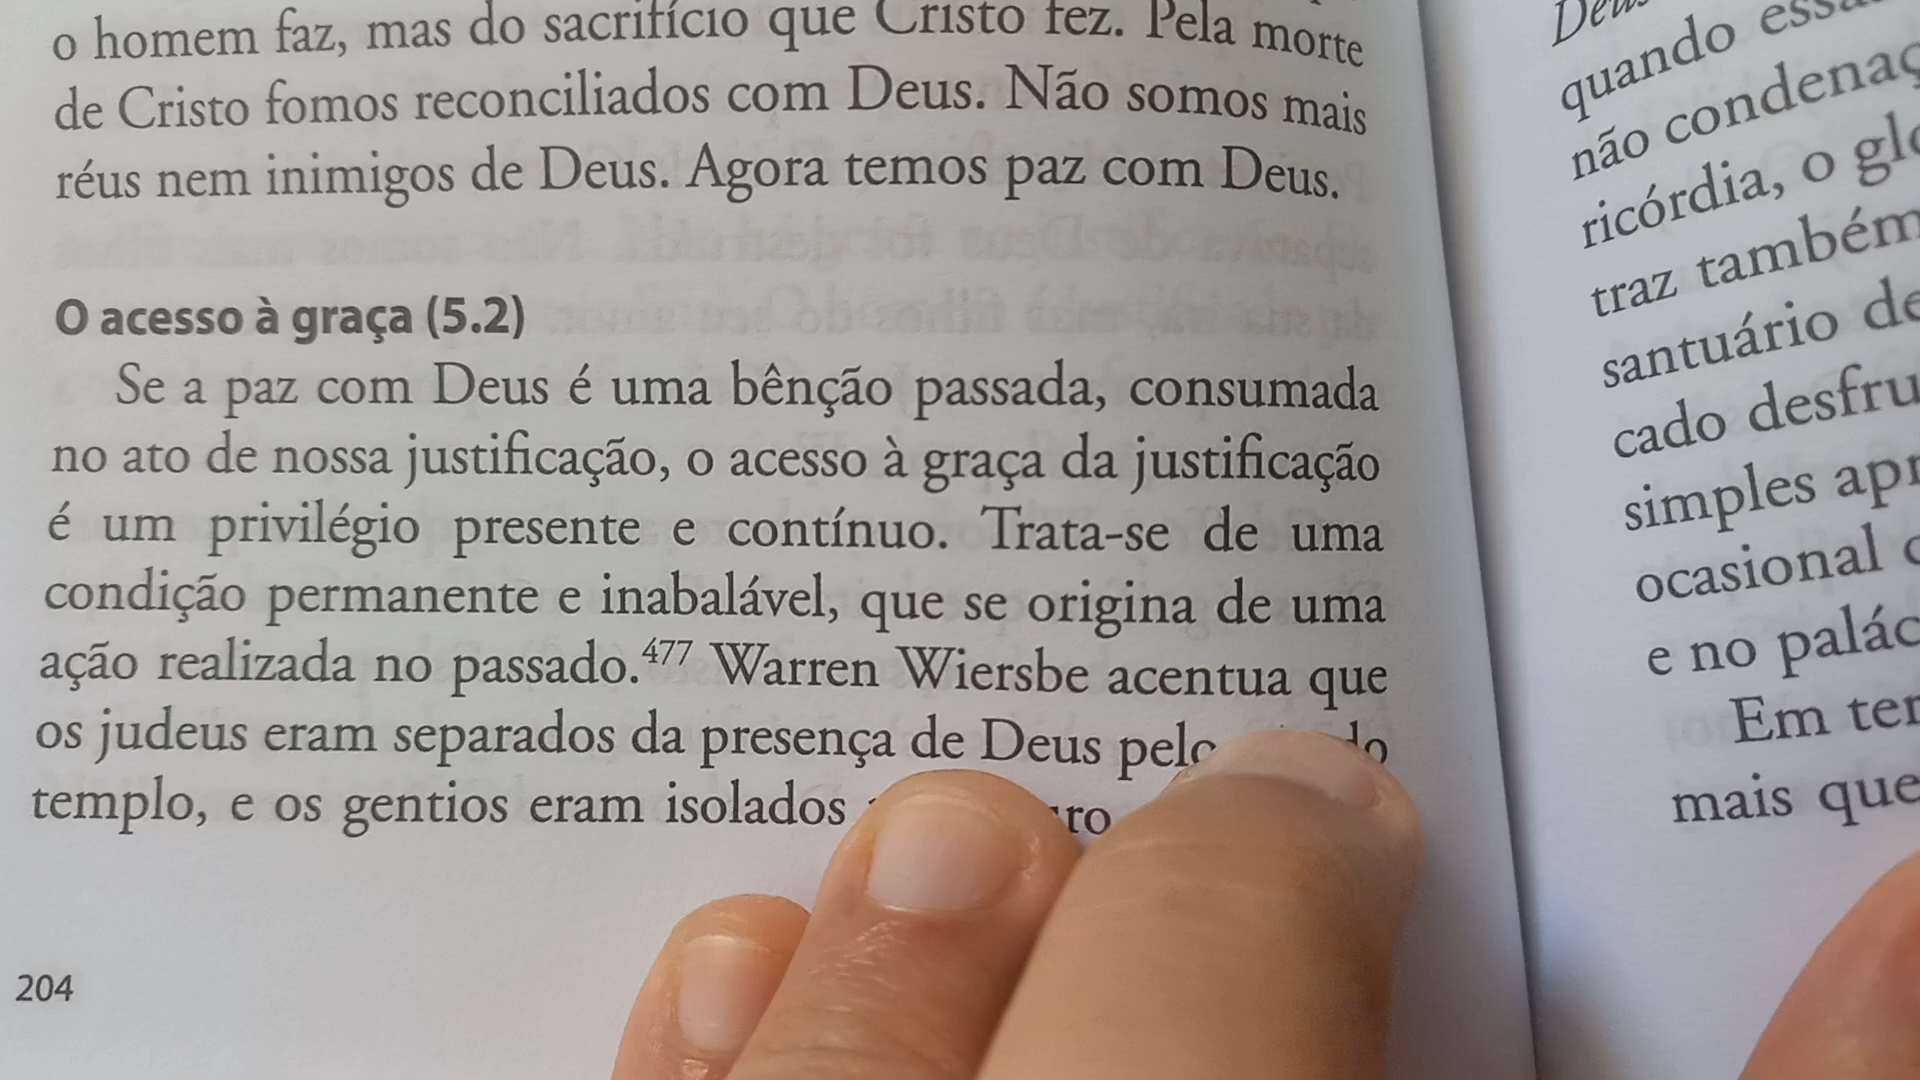 o homem faz, mas do sacrifício que Cristo fez. Pela morte
de Cristo fomos reconciliados com Deus. Não somos mais
réus nem inimigos de Deus. Agora temos paz com Deus.
O acesso à graça (5.2)
Se a paz com Deus é uma bênção passada, consumada
no ato de nossa justificação, o acesso à graça da justificação
é um privilégio presente e contínuo. Trata-se de uma
condição permanente e inabalável, que se origina de uma
ação realizada no passado.477 Warren Wiersbe acentua que
os judeus eram separados da presença de Deus
templo, e os gentios eram isolados
204
quando
não
ricórdia, o
traz também
santuário
cado
simples
ocasional
e no
Em
mais que